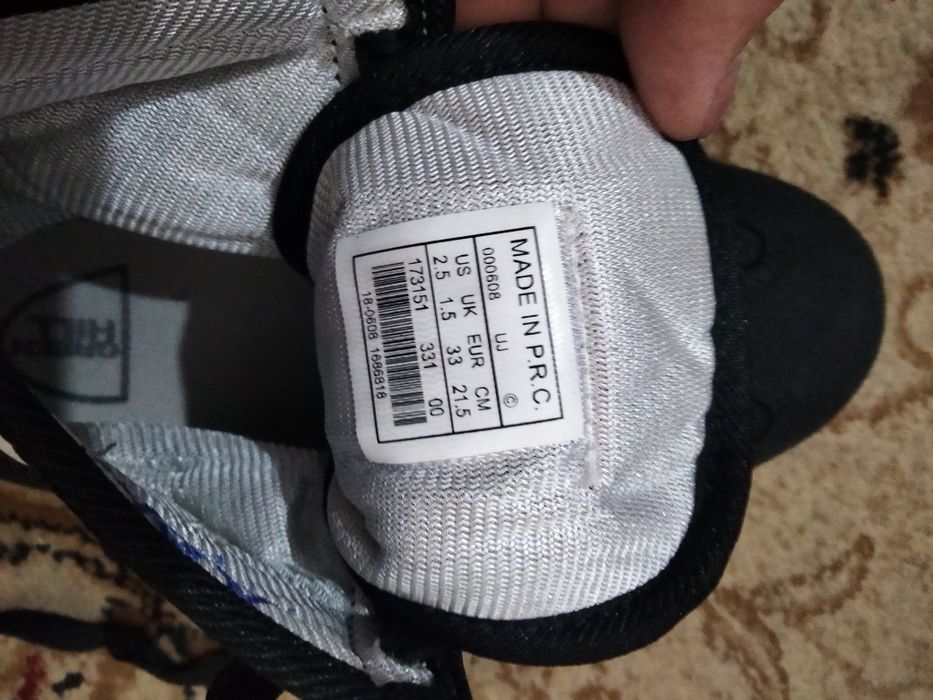 MADE IN P.R.C.
000608 UJ ©
US UK EUR CM
2.5 1.5 33 21.5
173151 331 00
18-0608 1686818